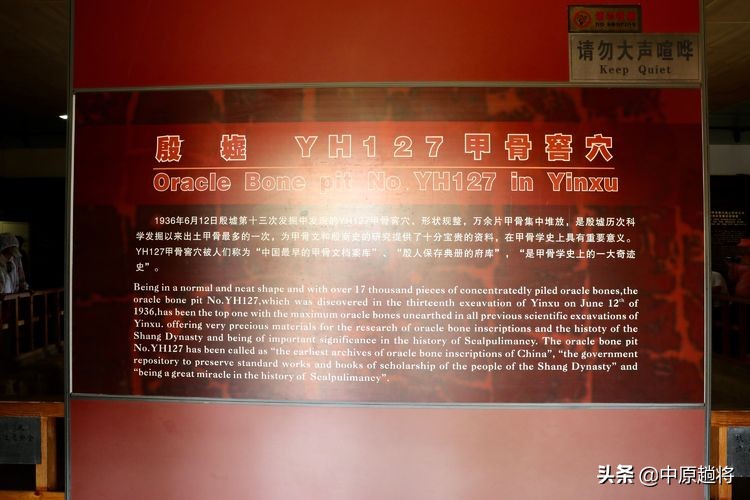 请勿大声喧哗
Keep Quiet
殷墟 YH127甲骨窖穴
Oracle Bone pit No.YH127 in Yinxu
1936年6月12日殷墟第十三次发掘中发现的YH127甲骨窖穴，形状规整，万余片甲骨集中堆放，是殷墟历次科
学发掘以来出土甲骨最多的一次，为甲骨文和殷商史的研究提供了十分宝贵的资料，在甲骨学史上具有重要意义。
YH127甲骨窖穴被人们称为“中国最早的甲骨文档案库”、“殷人保存典册的府库”，“是甲骨学史上的一大奇迹
史”。
Being in a normal and neat shape and with over 17 thousand pieces of concentratedly piled oracle bones,the
oracle bone pit No.YH127,which was discovered in the thirteenth exeavation of Yinxu on June 12th of
1936,has been the top one with the maximum oracle bones unearthed in all previous scientific excavations of
Yinxu. offering very precious materials for the research of oracle bone inscriptions and the histoty of the
Shang Dynasty and being of important significance in the history of Scalpulimancy. The oracle bone pit
No.YH127 has been called as “the earliest archives of oracle bone inscriptions of China”, “the government
repository to preserve standard works and books of scholarship of the people of the Shang Dynasty” and
“being a great miracle in the history of Scalpulimancy”.
头条 @中原趙将